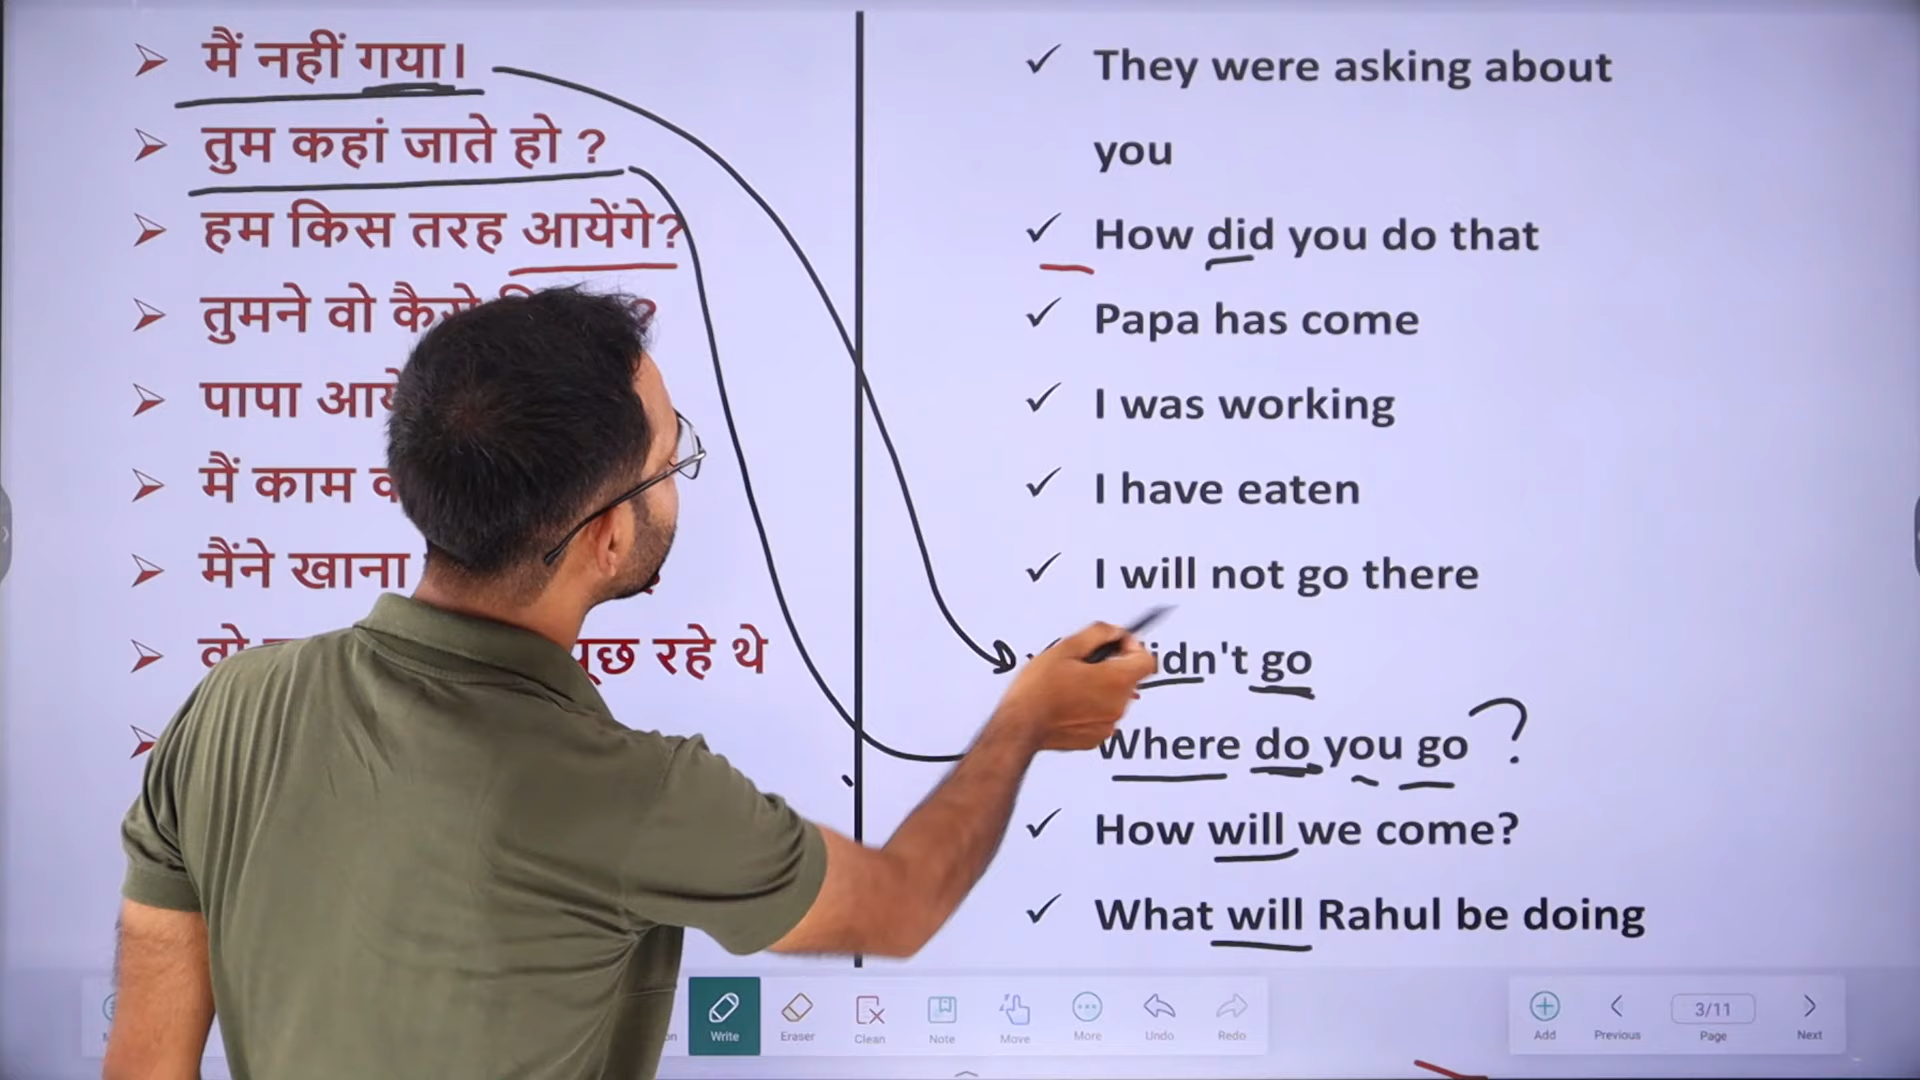 मैं नहीं गया।
तुम कहां जाते हो ?
हम किस तरह आयेंगे?
तुमने वो कैसे ?
पापा
मैं काम
मैंने खाना
पूछ रहे थे
They were asking about
you
How did you do that
Papa has come
I was working
I have eaten
I will not go there
go
Where do you go ?
How will we come?
What will Rahul be doing
Write
Eraser
Clean
Note
Move
More
Undo
Redo
Add
Previous
3/11
Page
Next